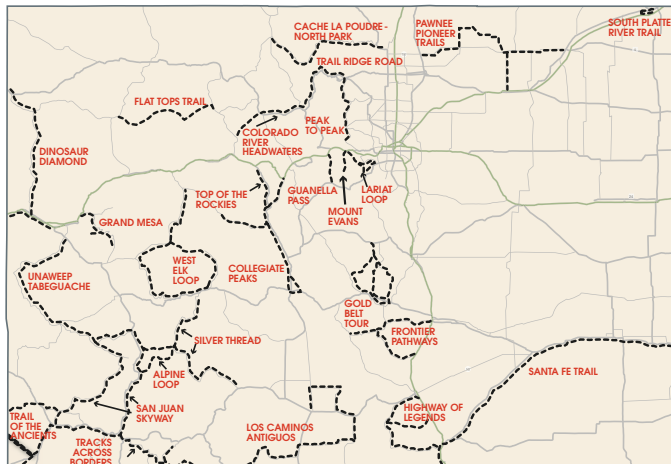 CACHE LA POUDRE -
NORTH PARK
PAWNEE
PIONEER
TRAILS
SOUTH PLATTE
RIVER TRAIL
TRAIL RIDGE ROAD
FLAT TOPS TRAIL
COLORADO
RIVER
HEADWATERS
PEAK
TO PEAK
DINOSAUR
DIAMOND
TOP OF THE
ROCKIES
GUANELLA
PASS
MOUNT
EVANS
LARIAT
LOOP
GRAND MESA
WEST
ELK
LOOP
COLLEGIATE
PEAKS
UNAWEEP
TABEGUACHE
GOLD
BELT
TOUR
FRONTIER
PATHWAYS
SILVER THREAD
ALPINE
LOOP
SANTA FE TRAIL
SAN JUAN
SKYWAY
HIGHWAY OF
LEGENDS
TRAIL
OF THE
ANCIENTS
LOS CAMINOS
ANTIGUOS
TRACKS
ACROSS
BORDERS